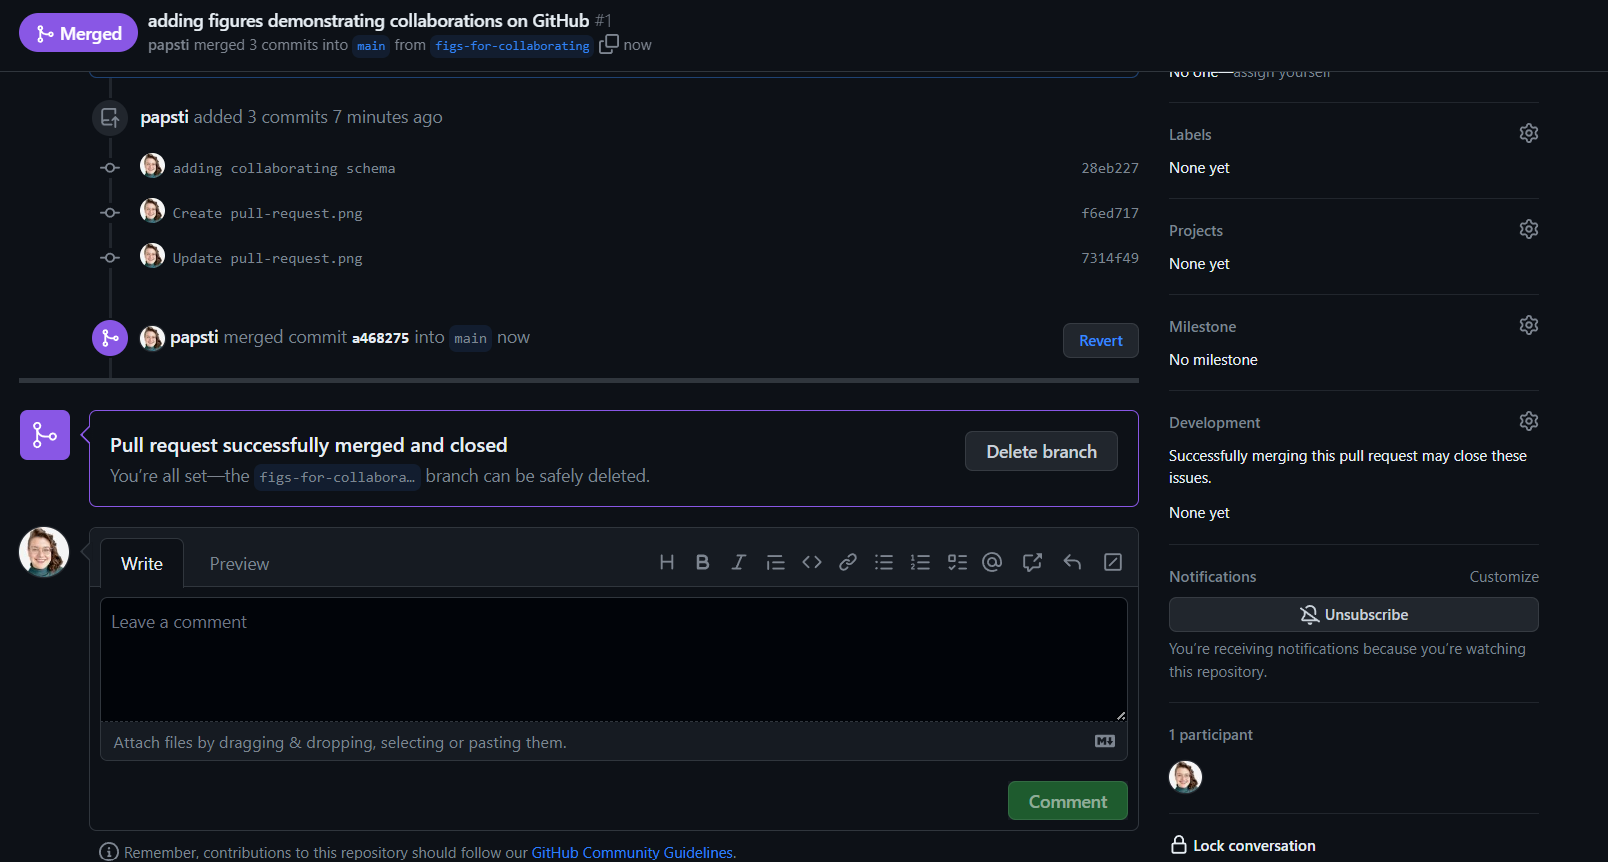 Merged
adding figures demonstrating collaborations on GitHub #1
papsti merged 3 commits into main from figs-for-collaborating now
papsti added 3 commits 7 minutes ago
adding collaborating schema 28eb227
Create pull-request.png f6ed717
Update pull-request.png 7314f49
papsti merged commit a468275 into main now
Revert
Pull request successfully merged and closed
You’re all set—the figs-for-collabora… branch can be safely deleted.
Delete branch
Write Preview
Leave a comment
Attach files by dragging & dropping, selecting or pasting them.
Comment
Remember, contributions to this repository should follow our GitHub Community Guidelines.
No one—assign yourself
Labels
None yet
Projects
None yet
Milestone
No milestone
Development
Successfully merging this pull request may close these
issues.
None yet
Notifications Customize
Unsubscribe
You’re receiving notifications because you’re watching
this repository.
1 participant
Lock conversation